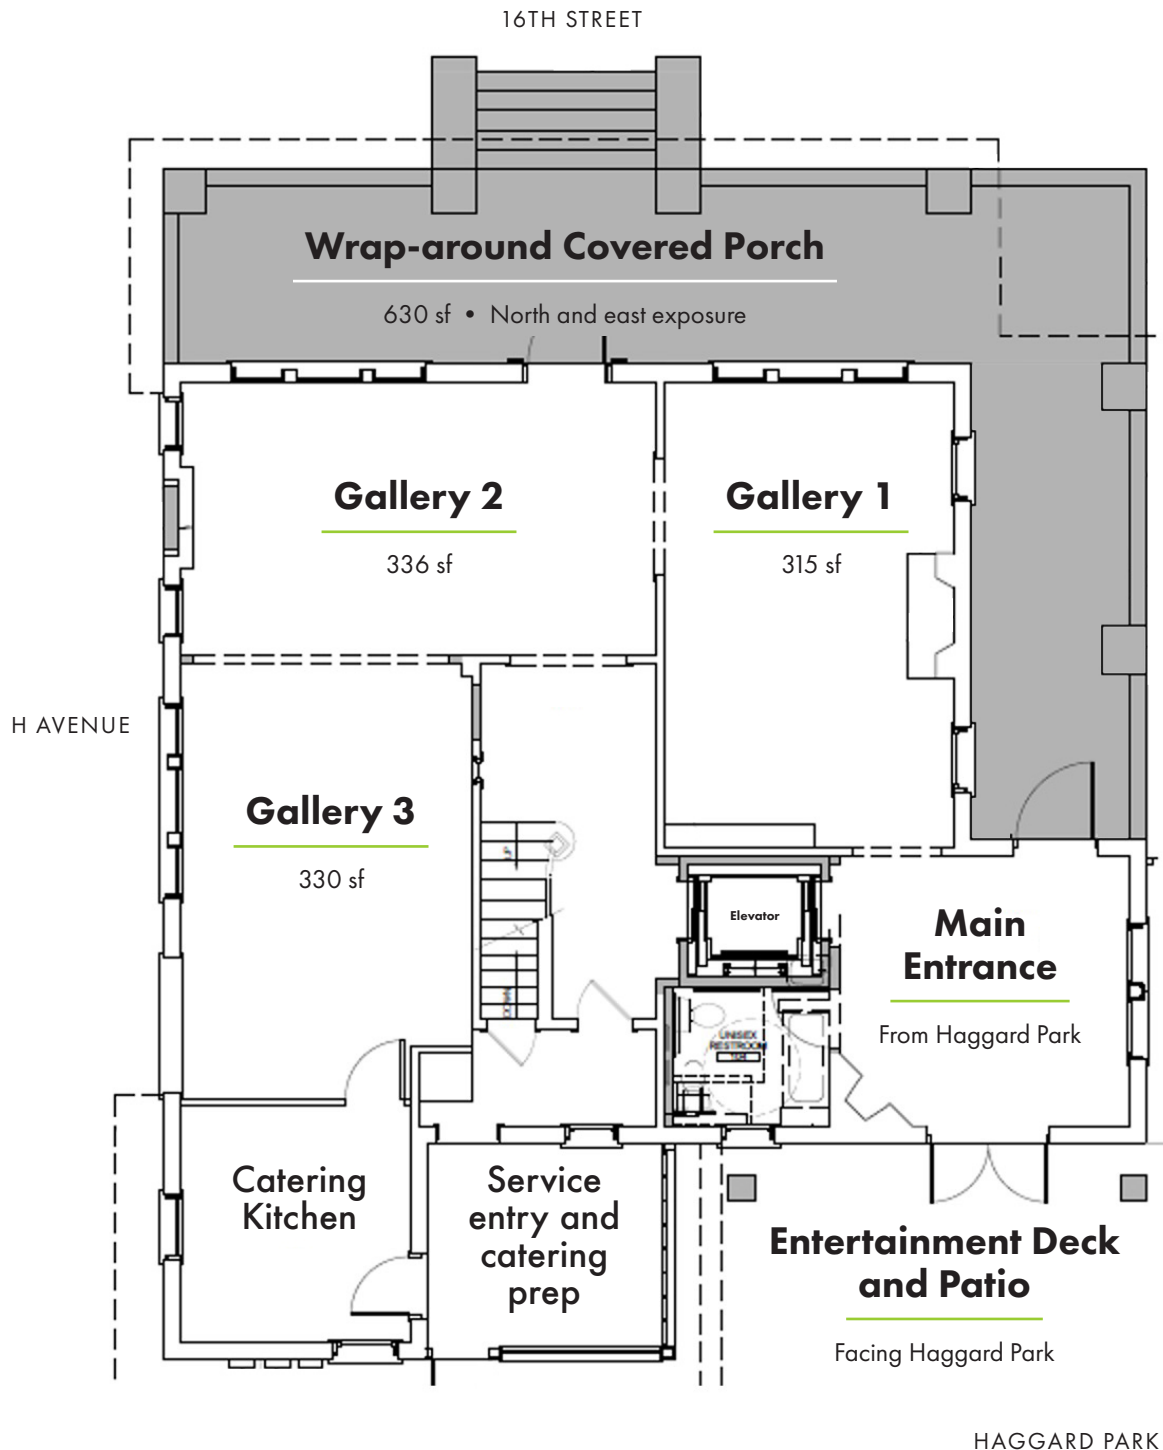 16TH STREET
Wrap-around Covered Porch
630 sf • North and east exposure
Gallery 2
336 sf
Gallery 1
315 sf
H AVENUE
Gallery 3
330 sf
UP
Elevator
Main
Entrance
From Haggard Park
DOWN
UNISEX
RESTROOM
Catering
Kitchen
Service
entry and
catering
prep
Entertainment Deck
and Patio
Facing Haggard Park
HAGGARD PARK